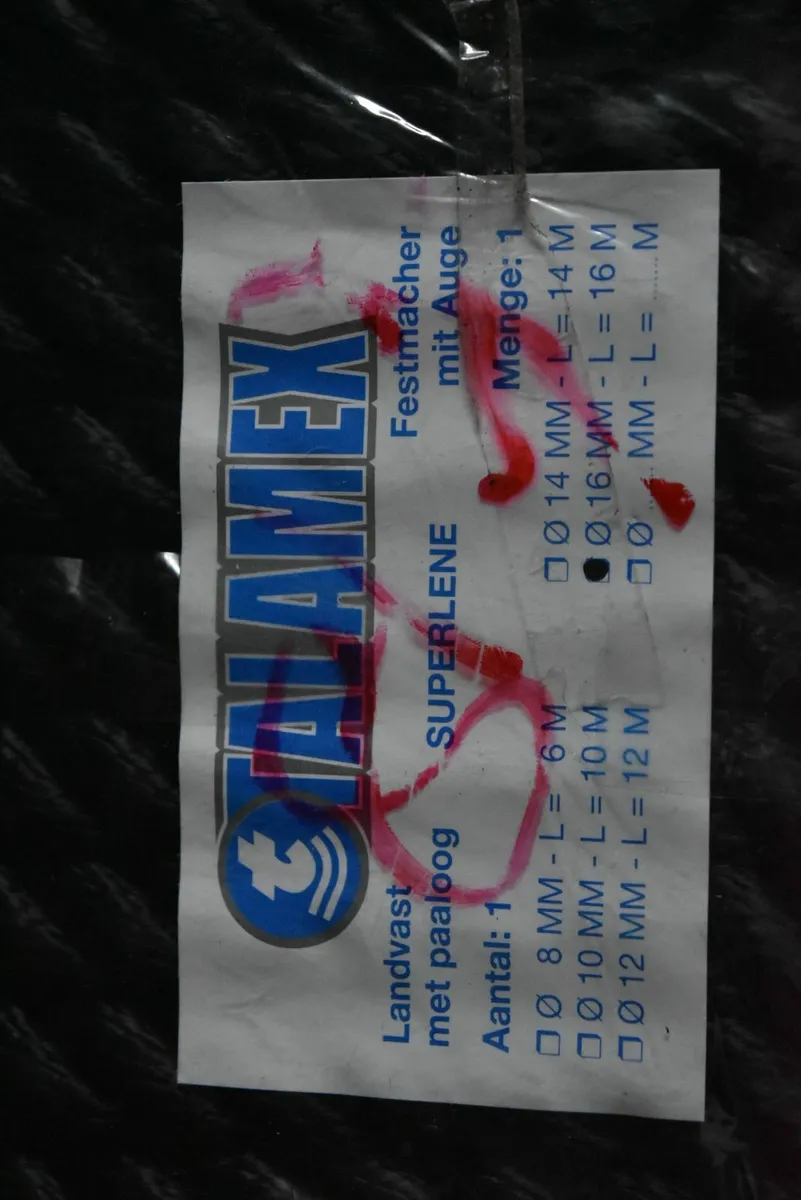 TALAMEX
Landvast
met paaloog
SUPERLENE
Festmacher
mit Auge
Aantal: 1
Menge: 1
☐ Ø 8 MM - L = 6 M
☐ Ø 10 MM - L = 10 M
☐ Ø 12 MM - L = 12 M
☐ Ø 14 MM - L = 14 M
☐ Ø 16 MM - L = 16 M
☐ Ø ...... MM - L = ........ M